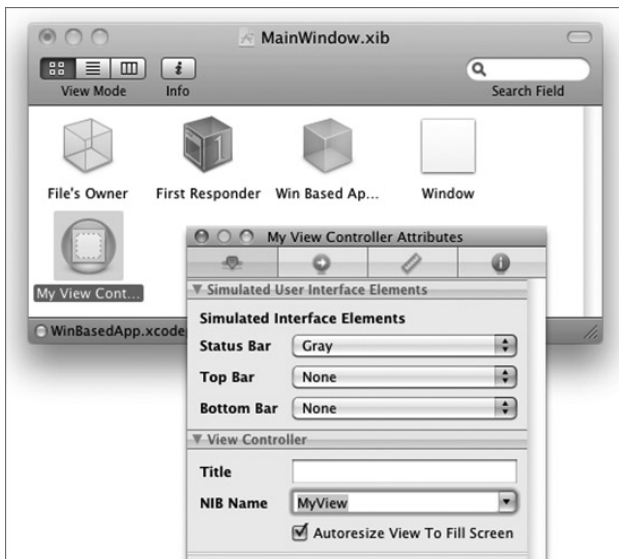 MainWindow.xib
View Mode
Info
Search Field
File's Owner
First Responder
1
Win Based Ap...
Window
My View Cont...
WinBasedApp.xcode
My View Controller Attributes
Simulated User Interface Elements
Simulated Interface Elements
Status Bar Gray
Top Bar None
Bottom Bar None
View Controller
Title
NIB Name MyView
Autoresize View To Fill Screen